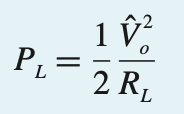 $P_L = \frac{1}{2} \frac{\hat{V}_o^2}{R_L}$